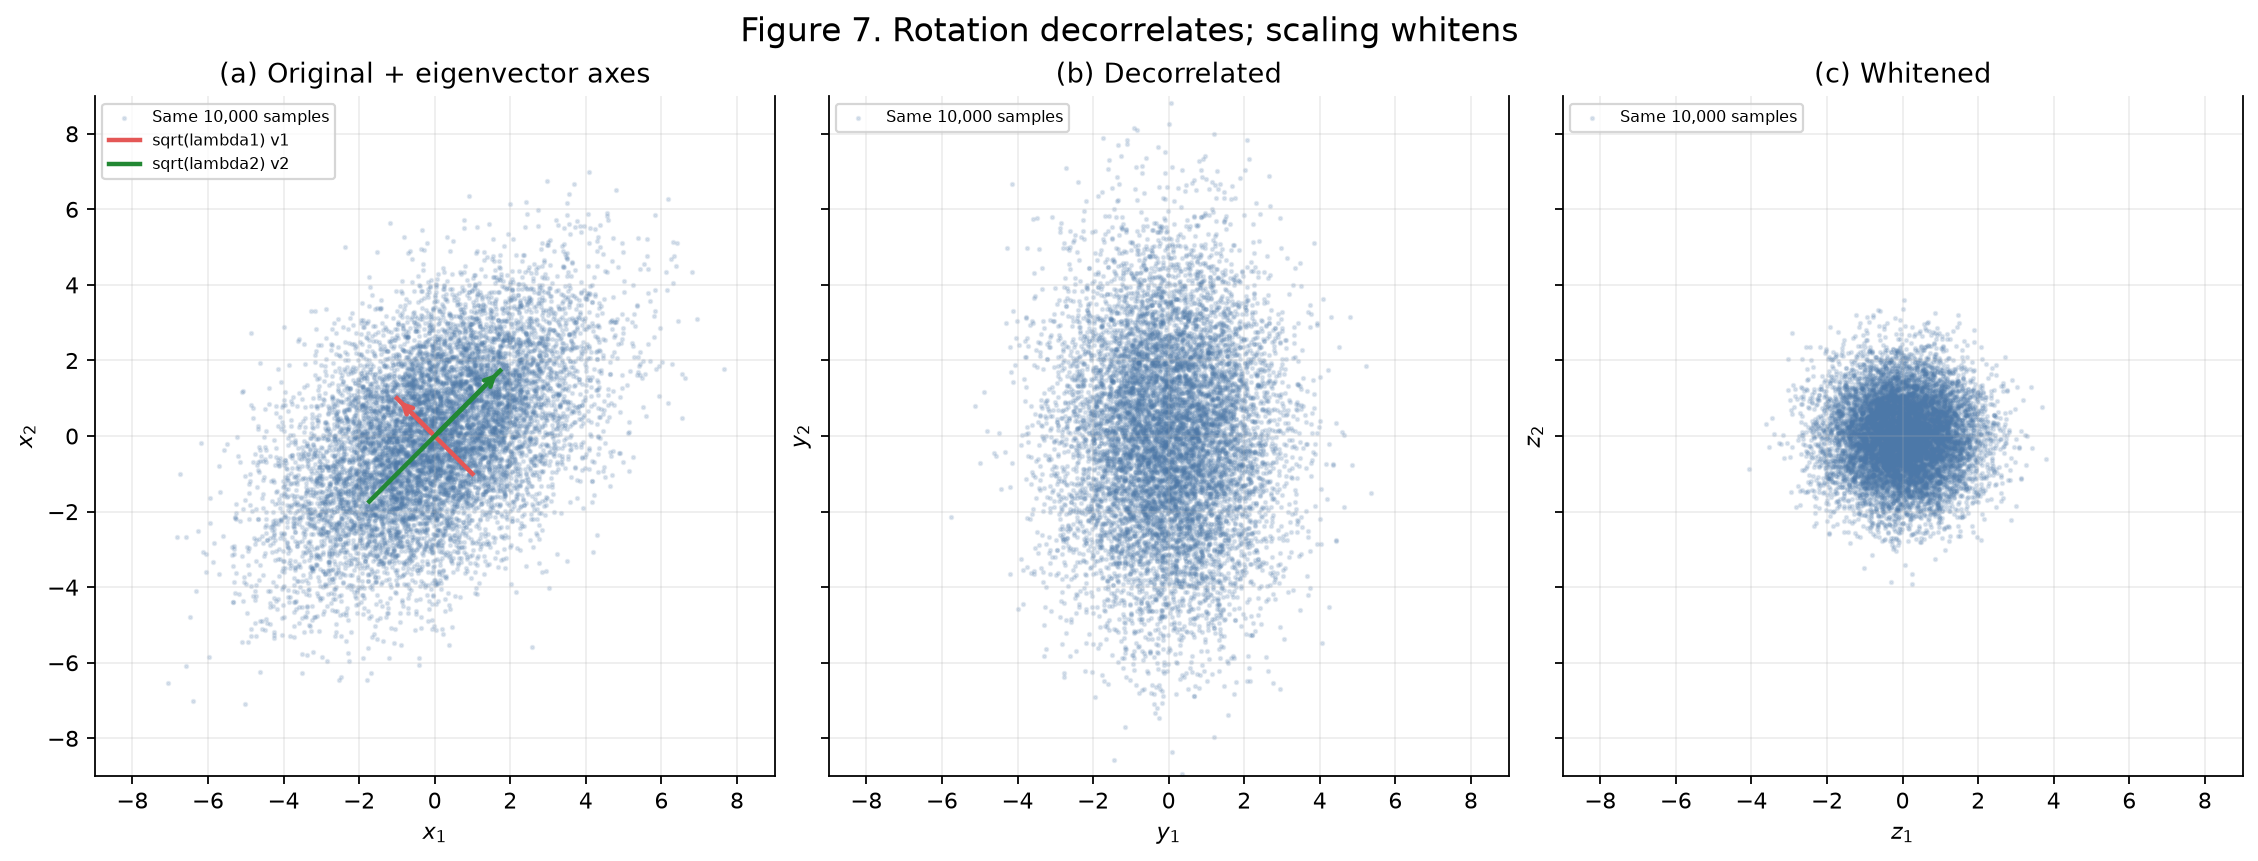 Figure 7. Rotation decorrelates; scaling whitens
(a) Original + eigenvector axes
Same 10,000 samples
sqrt(lambda1) v1
sqrt(lambda2) v2
8
6
4
2
0
−2
−4
−6
−8
x₂
−8 −6 −4 −2 0 2 4 6 8
x₁
(b) Decorrelated
Same 10,000 samples
y₂
−8 −6 −4 −2 0 2 4 6 8
y₁
(c) Whitened
Same 10,000 samples
z₂
−8 −6 −4 −2 0 2 4 6 8
z₁